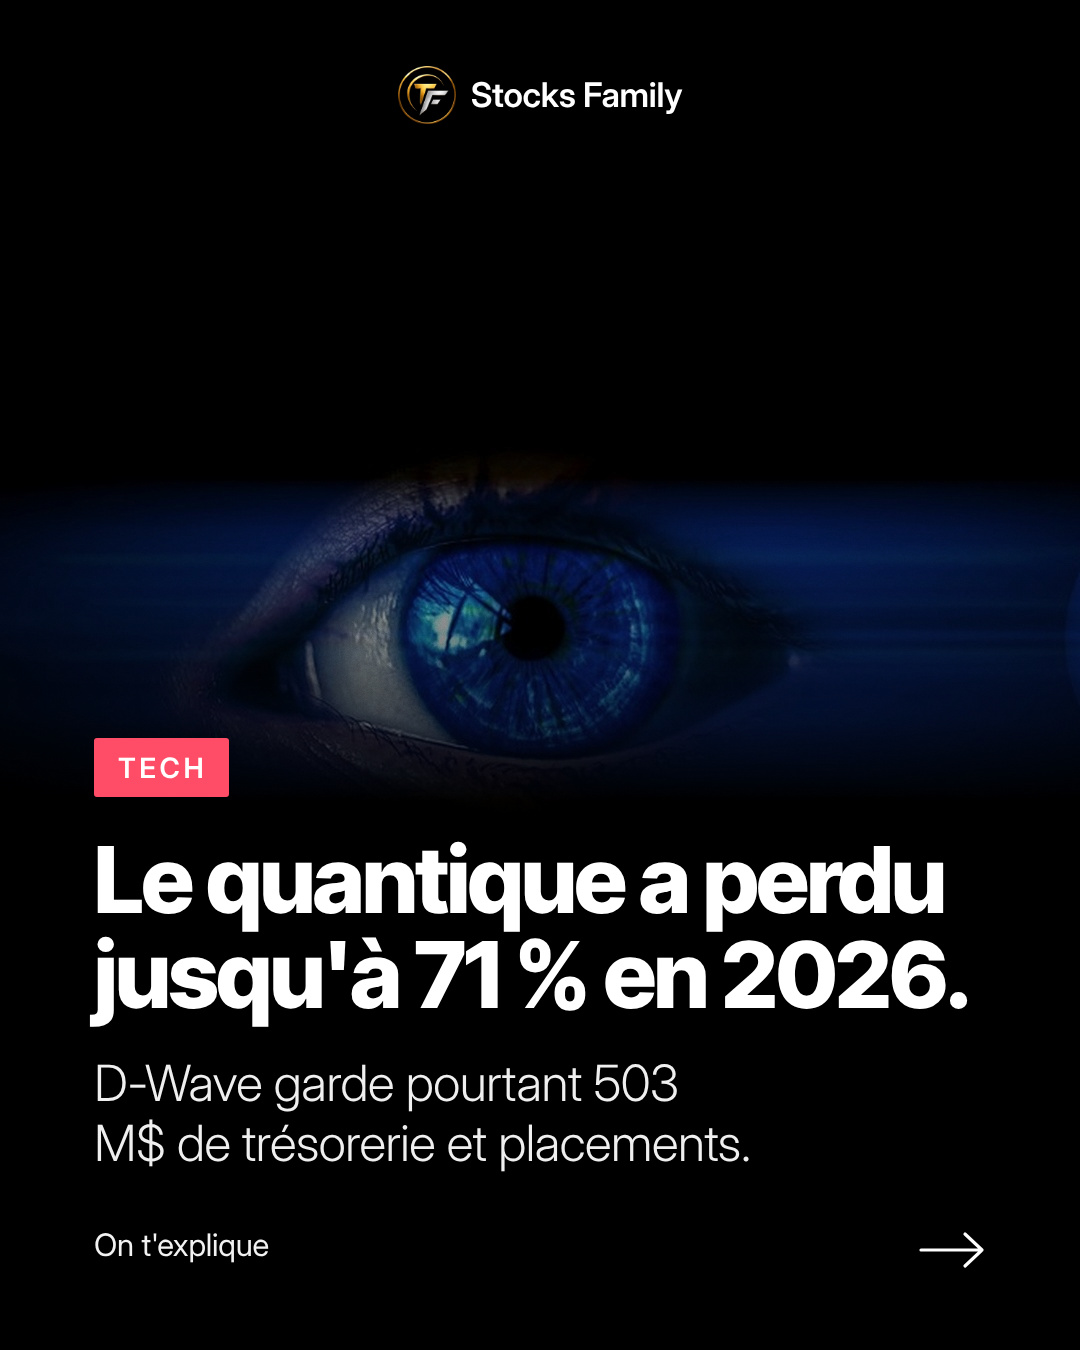 Stocks Family
TECH
Le quantique a perdu
jusqu'à 71 % en 2026.
D-Wave garde pourtant 503
M$ de trésorerie et placements.
On t'explique